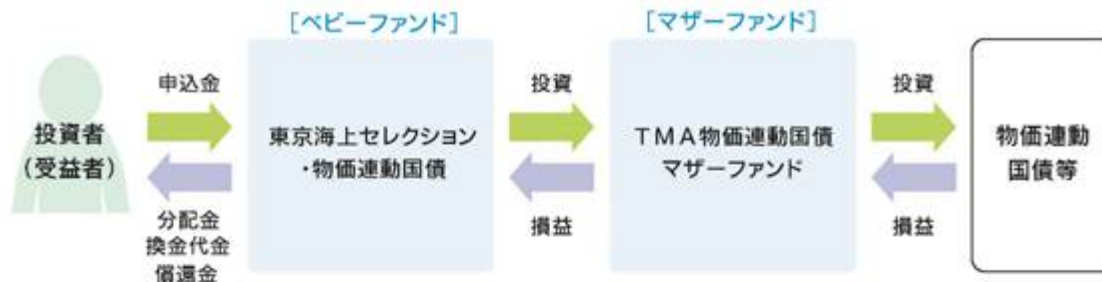 [ベビーファンド]
[マザーファンド]
投資者
(受益者)
申込金
分配金
換金代金
償還金
東京海上セレクション
・物価連動国債
投資
損益
TMA物価連動国債
マザーファンド
投資
損益
物価連動
国債等